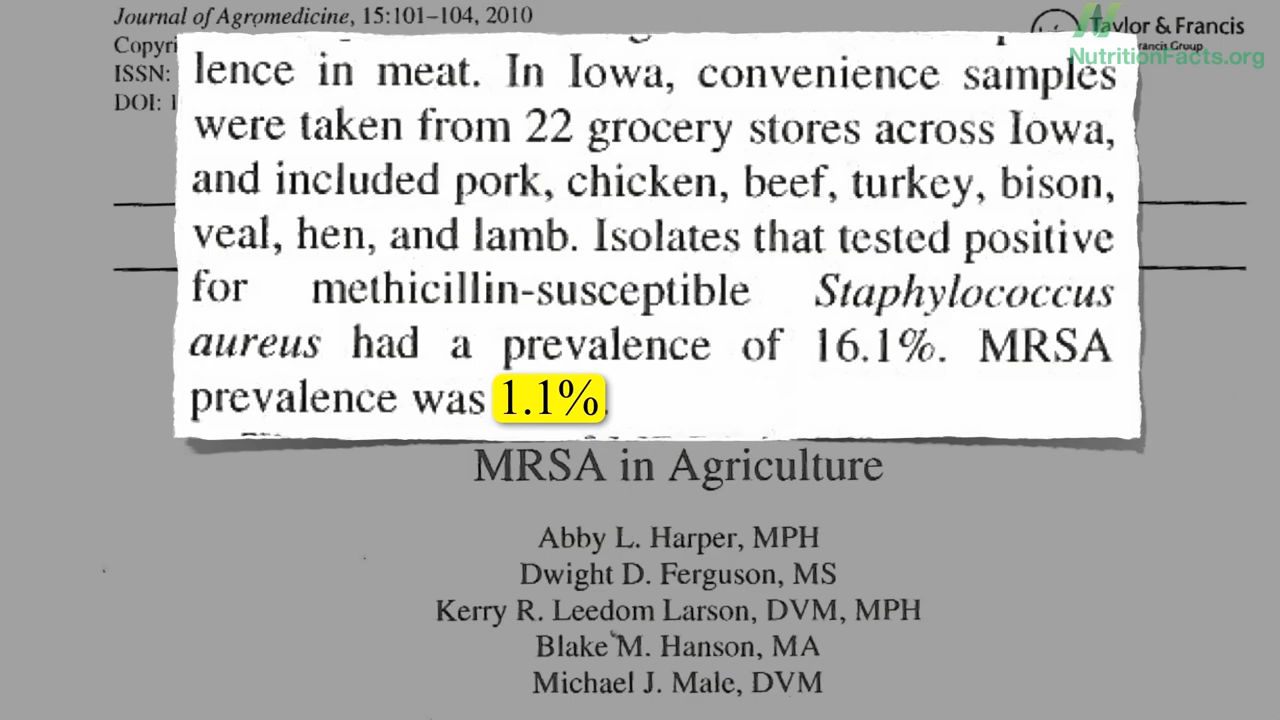 Journal of Agromedicine, 15:101–104, 2010
Taylor & Francis
NutritionFacts.org
ISSN:
lence in meat. In Iowa, convenience samples
were taken from 22 grocery stores across Iowa,
and included pork, chicken, beef, turkey, bison,
veal, hen, and lamb. Isolates that tested positive
for methicillin-susceptible Staphylococcus
aureus had a prevalence of 16.1%. MRSA
prevalence was 1.1%.
MRSA in Agriculture
Abby L. Harper, MPH
Dwight D. Ferguson, MS
Kerry R. Leedom Larson, DVM, MPH
Blake M. Hanson, MA
Michael J. Male, DVM